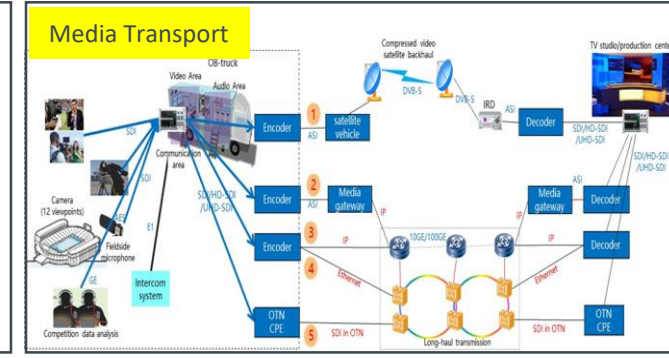 Media Transport
OB-truck
Video Area
Audio Area
Compressed video
satellite backhaul
TV studio/production center
DVB-S
DVB-S
SDI
Encoder
1
ASI
satellite
vehicle
IRD
ASI
Decoder
SDI/HD-SDI
/UHD-SDI
Communication
area
SDI
SDI/HD-SDI
/UHD-SDI
SDI/HD-SDI
/UHD-SDI
Camera
(12 viewpoints)
AES
E1
Encoder
2
ASI
Media
gateway
Media
gateway
ASI
Decoder
IP
10GE/100GE
IP
Fieldside
microphone
Encoder
3
IP
IP
Decoder
4
Ethernet
Ethernet
GE
Intercom
system
OTN
CPE
5
SDI in OTN
SDI in OTN
OTN
CPE
Competition data analysis
Long-haul transmission